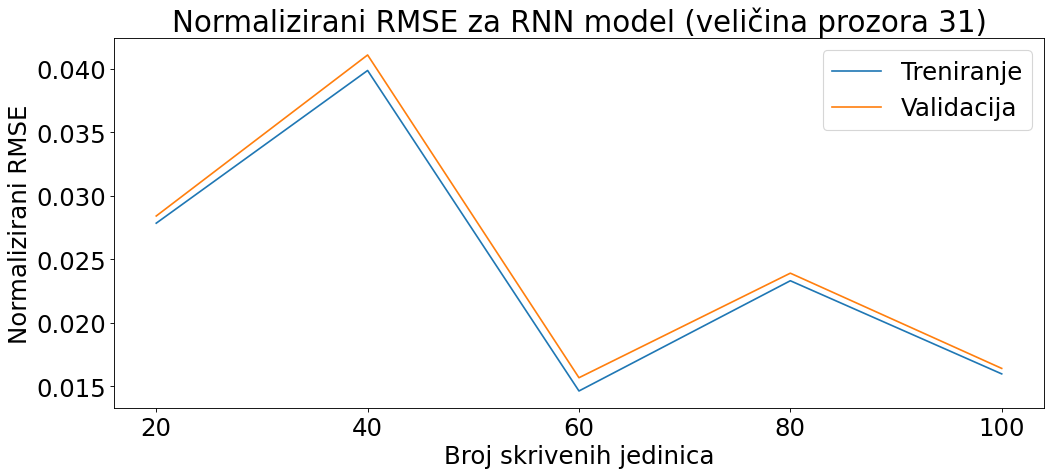 Normalizirani RMSE za RNN model (veličina prozora 31)
Treniranje
Validacija
Normalizirani RMSE
0.040
0.035
0.030
0.025
0.020
0.015
20 40 60 80 100
Broj skrivenih jedinica